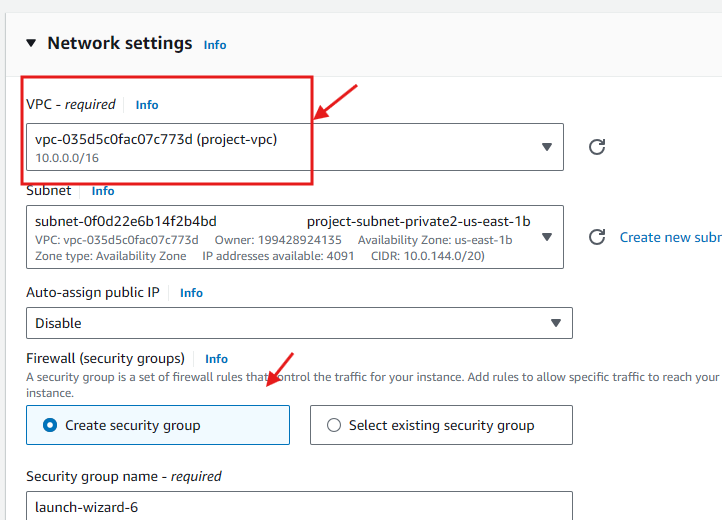 Network settings Info
VPC - required Info
vpc-035d5c0fac07c773d (project-vpc)
10.0.0.0/16
Subnet Info
subnet-0f0d22e6b14f2b4bd project-subnet-private2-us-east-1b
VPC: vpc-035d5c0fac07c773d Owner: 199428924135 Availability Zone: us-east-1b
Zone type: Availability Zone IP addresses available: 4091 CIDR: 10.0.144.0/20)
Create new subr
Auto-assign public IP Info
Disable
Firewall (security groups) Info
A security group is a set of firewall rules that control the traffic for your instance. Add rules to allow specific traffic to reach your
instance.
Create security group Select existing security group
Security group name - required
launch-wizard-6